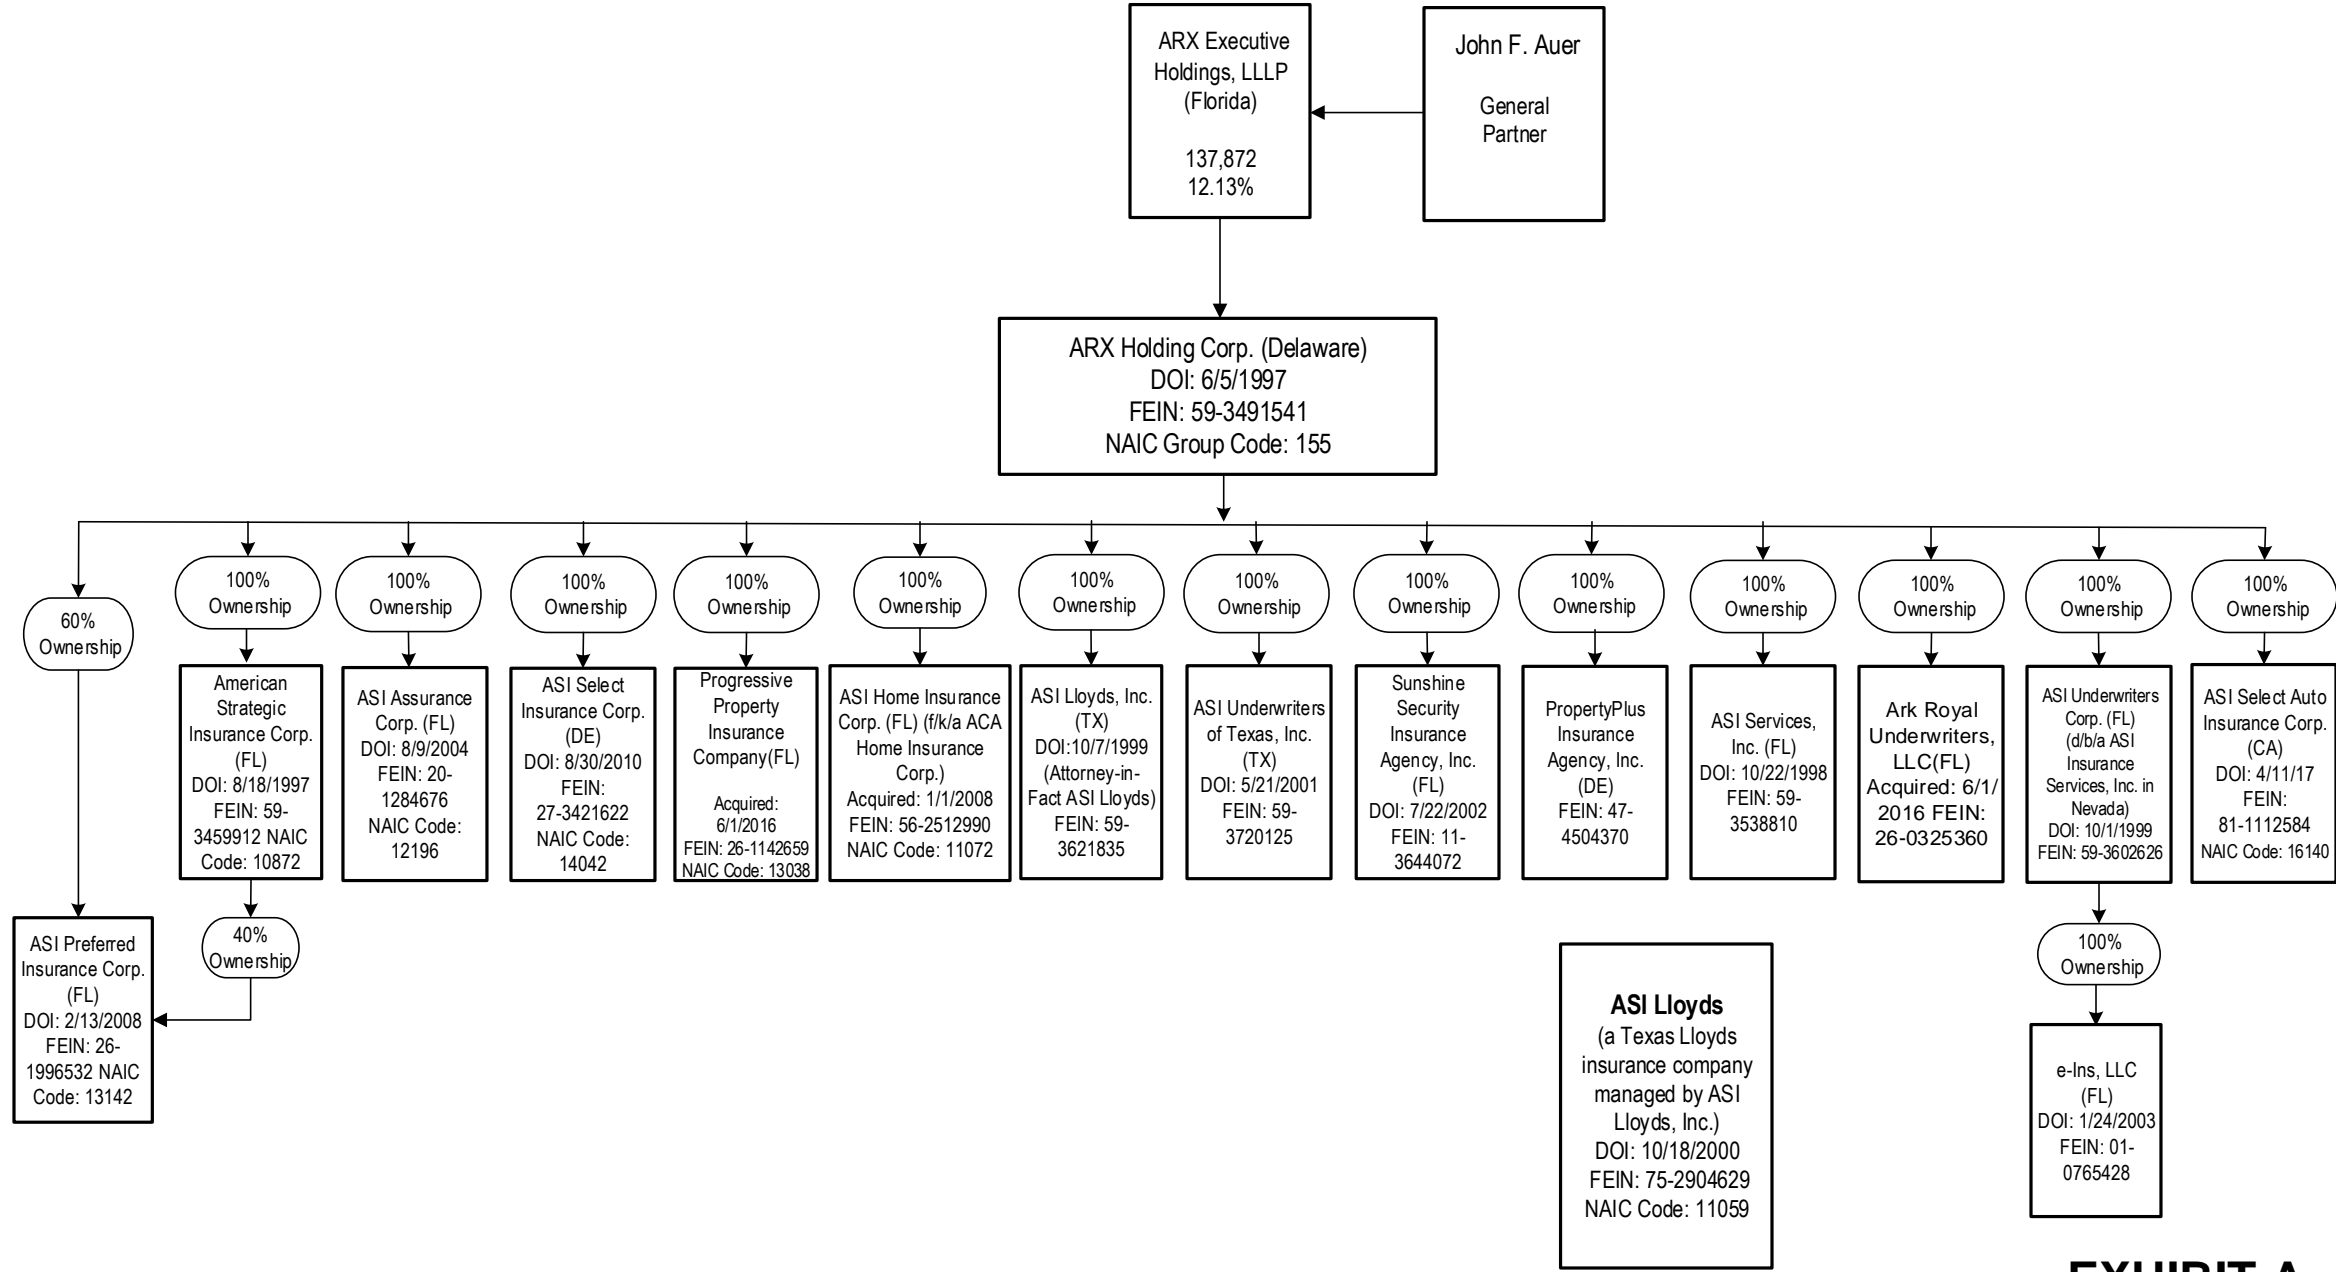 ARX Executive
Holdings, LLLP
(Florida)
137,872
12.13%
John F. Auer
General
Partner
ARX Holding Corp. (Delaware)
DOI: 6/5/1997
FEIN: 59-3491541
NAIC Group Code: 155
60%
Ownership
100%
Ownership
100%
Ownership
100%
Ownership
100%
Ownership
100%
Ownership
100%
Ownership
100%
Ownership
100%
Ownership
100%
Ownership
100%
Ownership
100%
Ownership
100%
Ownership
100%
Ownership
American
Strategic
Insurance Corp.
(FL)
DOI: 8/18/1997
FEIN: 59-
3459912 NAIC
Code: 10872
ASI Assurance
Corp. (FL)
DOI: 8/9/2004
FEIN: 20-
1284676
NAIC Code:
12196
ASI Select
Insurance Corp.
(DE)
DOI: 8/30/2010
FEIN:
27-3421622
NAIC Code:
14042
Progressive
Property
Insurance
Company(FL)
Acquired:
6/1/2016
FEIN: 26-1142659
NAIC Code: 13038
ASI Home Insurance
Corp. (FL) (f/k/a ACA
Home Insurance
Corp.)
Acquired: 1/1/2008
FEIN: 56-2512990
NAIC Code: 11072
ASI Lloyds, Inc.
(TX)
DOI:10/7/1999
(Attorney-in-
Fact ASI Lloyds)
FEIN: 59-
3621835
ASI Underwriters
of Texas, Inc.
(TX)
DOI: 5/21/2001
FEIN: 59-
3720125
Sunshine
Security
Insurance
Agency, Inc.
(FL)
DOI: 7/22/2002
FEIN: 11-
3644072
PropertyPlus
Insurance
Agency, Inc.
(DE)
FEIN: 47-
4504370
ASI Services,
Inc. (FL)
DOI: 10/22/1998
FEIN: 59-
3538810
Ark Royal
Underwriters,
LLC(FL)
Acquired: 6/1/
2016 FEIN:
26-0325360
ASI Underwriters
Corp. (FL)
(d/b/a ASI
Insurance
Services, Inc. in
Nevada)
DOI: 10/1/1999
FEIN: 59-3602626
ASI Select Auto
Insurance Corp.
(CA)
DOI: 4/11/17
FEIN:
81-1112584
NAIC Code: 16140
ASI Preferred
Insurance Corp.
(FL)
DOI: 2/13/2008
FEIN: 26-
1996532 NAIC
Code: 13142
40%
Ownership
100%
Ownership
ASI Lloyds
(a Texas Lloyds
insurance company
managed by ASI
Lloyds, Inc.)
DOI: 10/18/2000
FEIN: 75-2904629
NAIC Code: 11059
e-Ins, LLC
(FL)
DOI: 1/24/2003
FEIN: 01-
0765428
EXHIBIT A